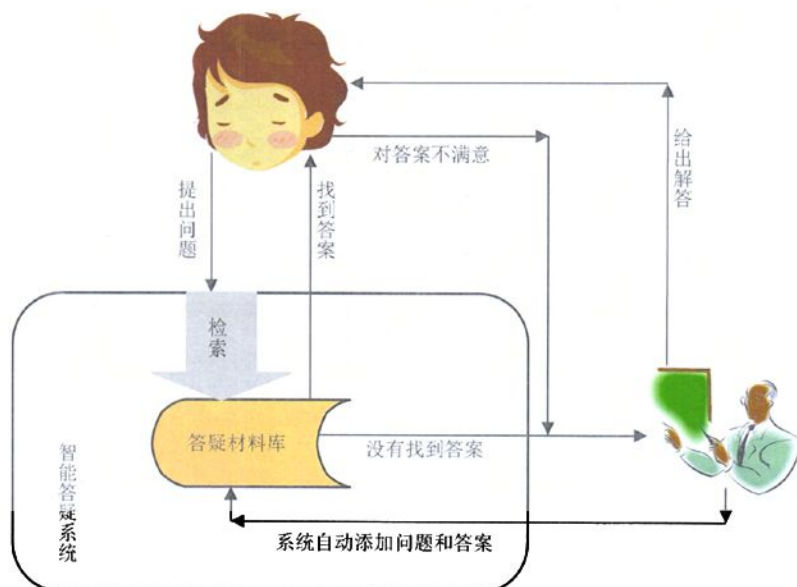 对答案不满意
给出解答
提出问题
找到答案
检索
答疑材料库
没有找到答案
智能答疑系统
系统自动添加问题和答案